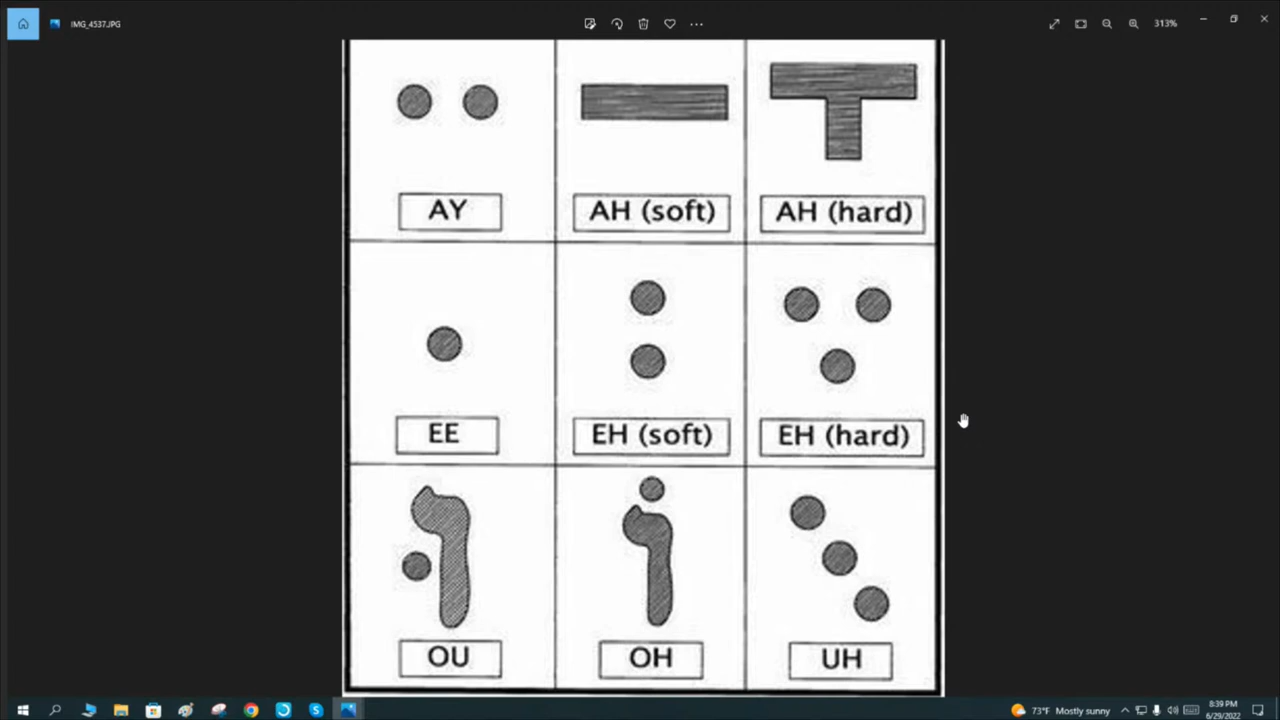 IMG_4537.JPG
313%
AY
AH (soft)
AH (hard)
EE
EH (soft)
EH (hard)
וּ
וֹ
OU
OH
UH
73°F Mostly sunny
8:39 PM
6/29/2022